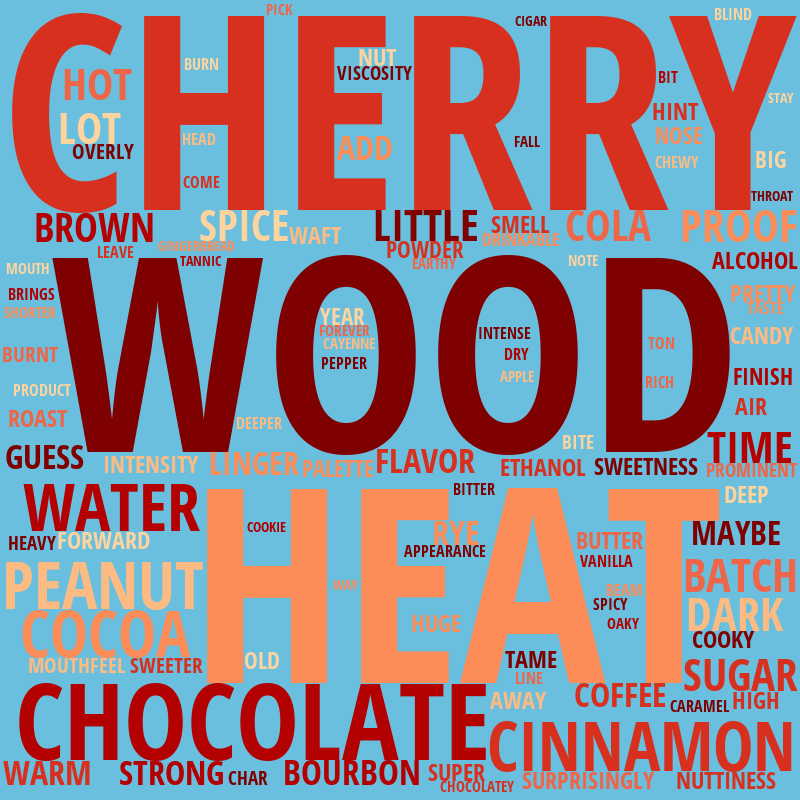 PICK
CIGAR
BLIND
CHERRY
NUT
BURN
VISCOSITY
HOT
BIT
STAY
LOT
HINT
OVERLY
HEAD
ADD
FALL
NOSE
CHEWY
BIG
COME
THROAT
BROWN
SPICE
WAFT
LITTLE
SMELL
COLA
PROOF
LEAVE
GINGERBREAD
POWDER
DRINKABLE
TANNIC
EARTHY
NOTE
ALCOHOL
MOUTH
WOOD
BRINGS
SHORTER
PRETTY
TASTE
YEAR
FOREVER
CAYENNE
PEPPER
INTENSE
DRY
APPLE
TON
RICH
CANDY
BURNT
PRODUCT
FINISH
ROAST
DEEPER
AIR
GUESS
INTENSITY
LINGER
PALETTE
FLAVOR
BITE
ETHANOL
SWEETNESS
TIME
PROMINENT
WATER
BITTER
DEEP
HEAT
COOKIE
RYE
APPEARANCE
BUTTER
VANILLA
MAYBE
HEAVY
FORWARD
PEANUT
WAY
BEAM
SPICY
OAKY
BATCH
DARK
COCOA
HUGE
COOKY
MOUTHFEEL
SWEETER
OLD
TAME
LINE
SUGAR
CHOCOLATE
AWAY
COFFEE
CARAMEL
HIGH
CINNAMON
WARM
STRONG
CHAR
BOURBON
SUPER
CHOCOLATEY
SURPRISINGLY
NUTTINESS